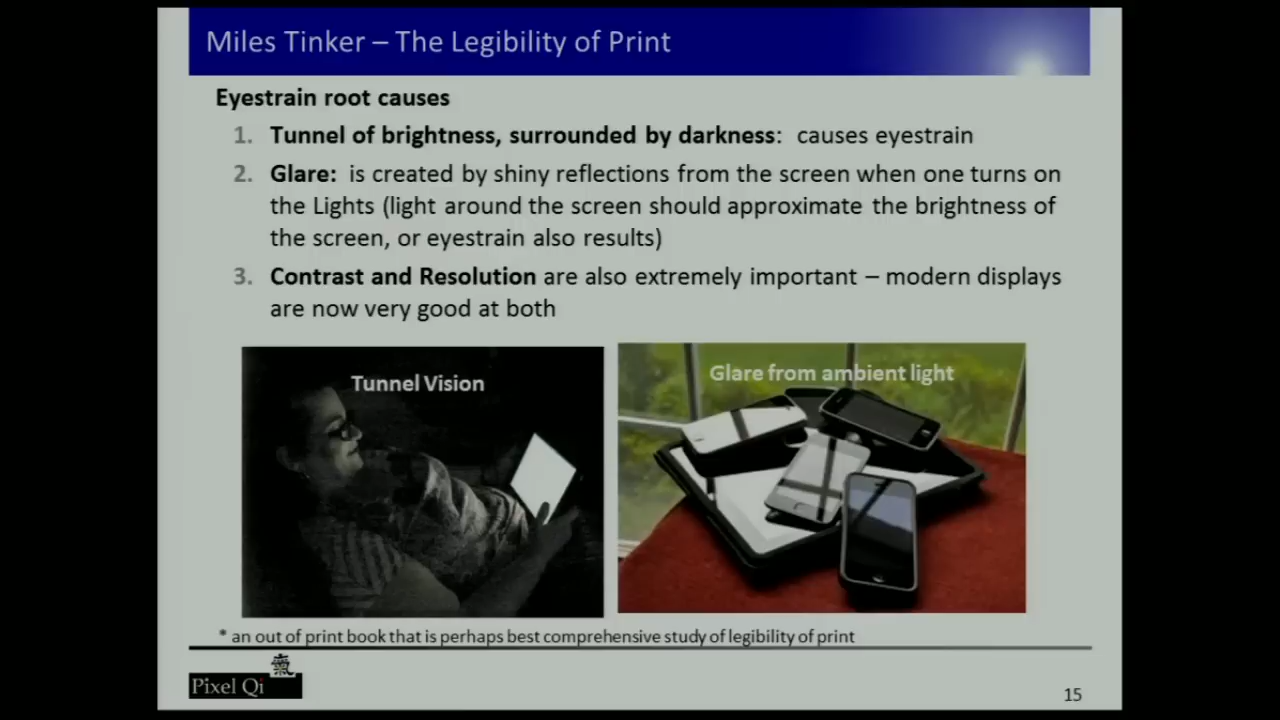 Miles Tinker – The Legibility of Print
Eyestrain root causes
1. Tunnel of brightness, surrounded by darkness: causes eyestrain
2. Glare: is created by shiny reflections from the screen when one turns on
the Lights (light around the screen should approximate the brightness of
the screen, or eyestrain also results)
3. Contrast and Resolution are also extremely important – modern displays
are now very good at both
Tunnel Vision
Glare from ambient light
* an out of print book that is perhaps best comprehensive study of legibility of print
氣
Pixel Qi
15